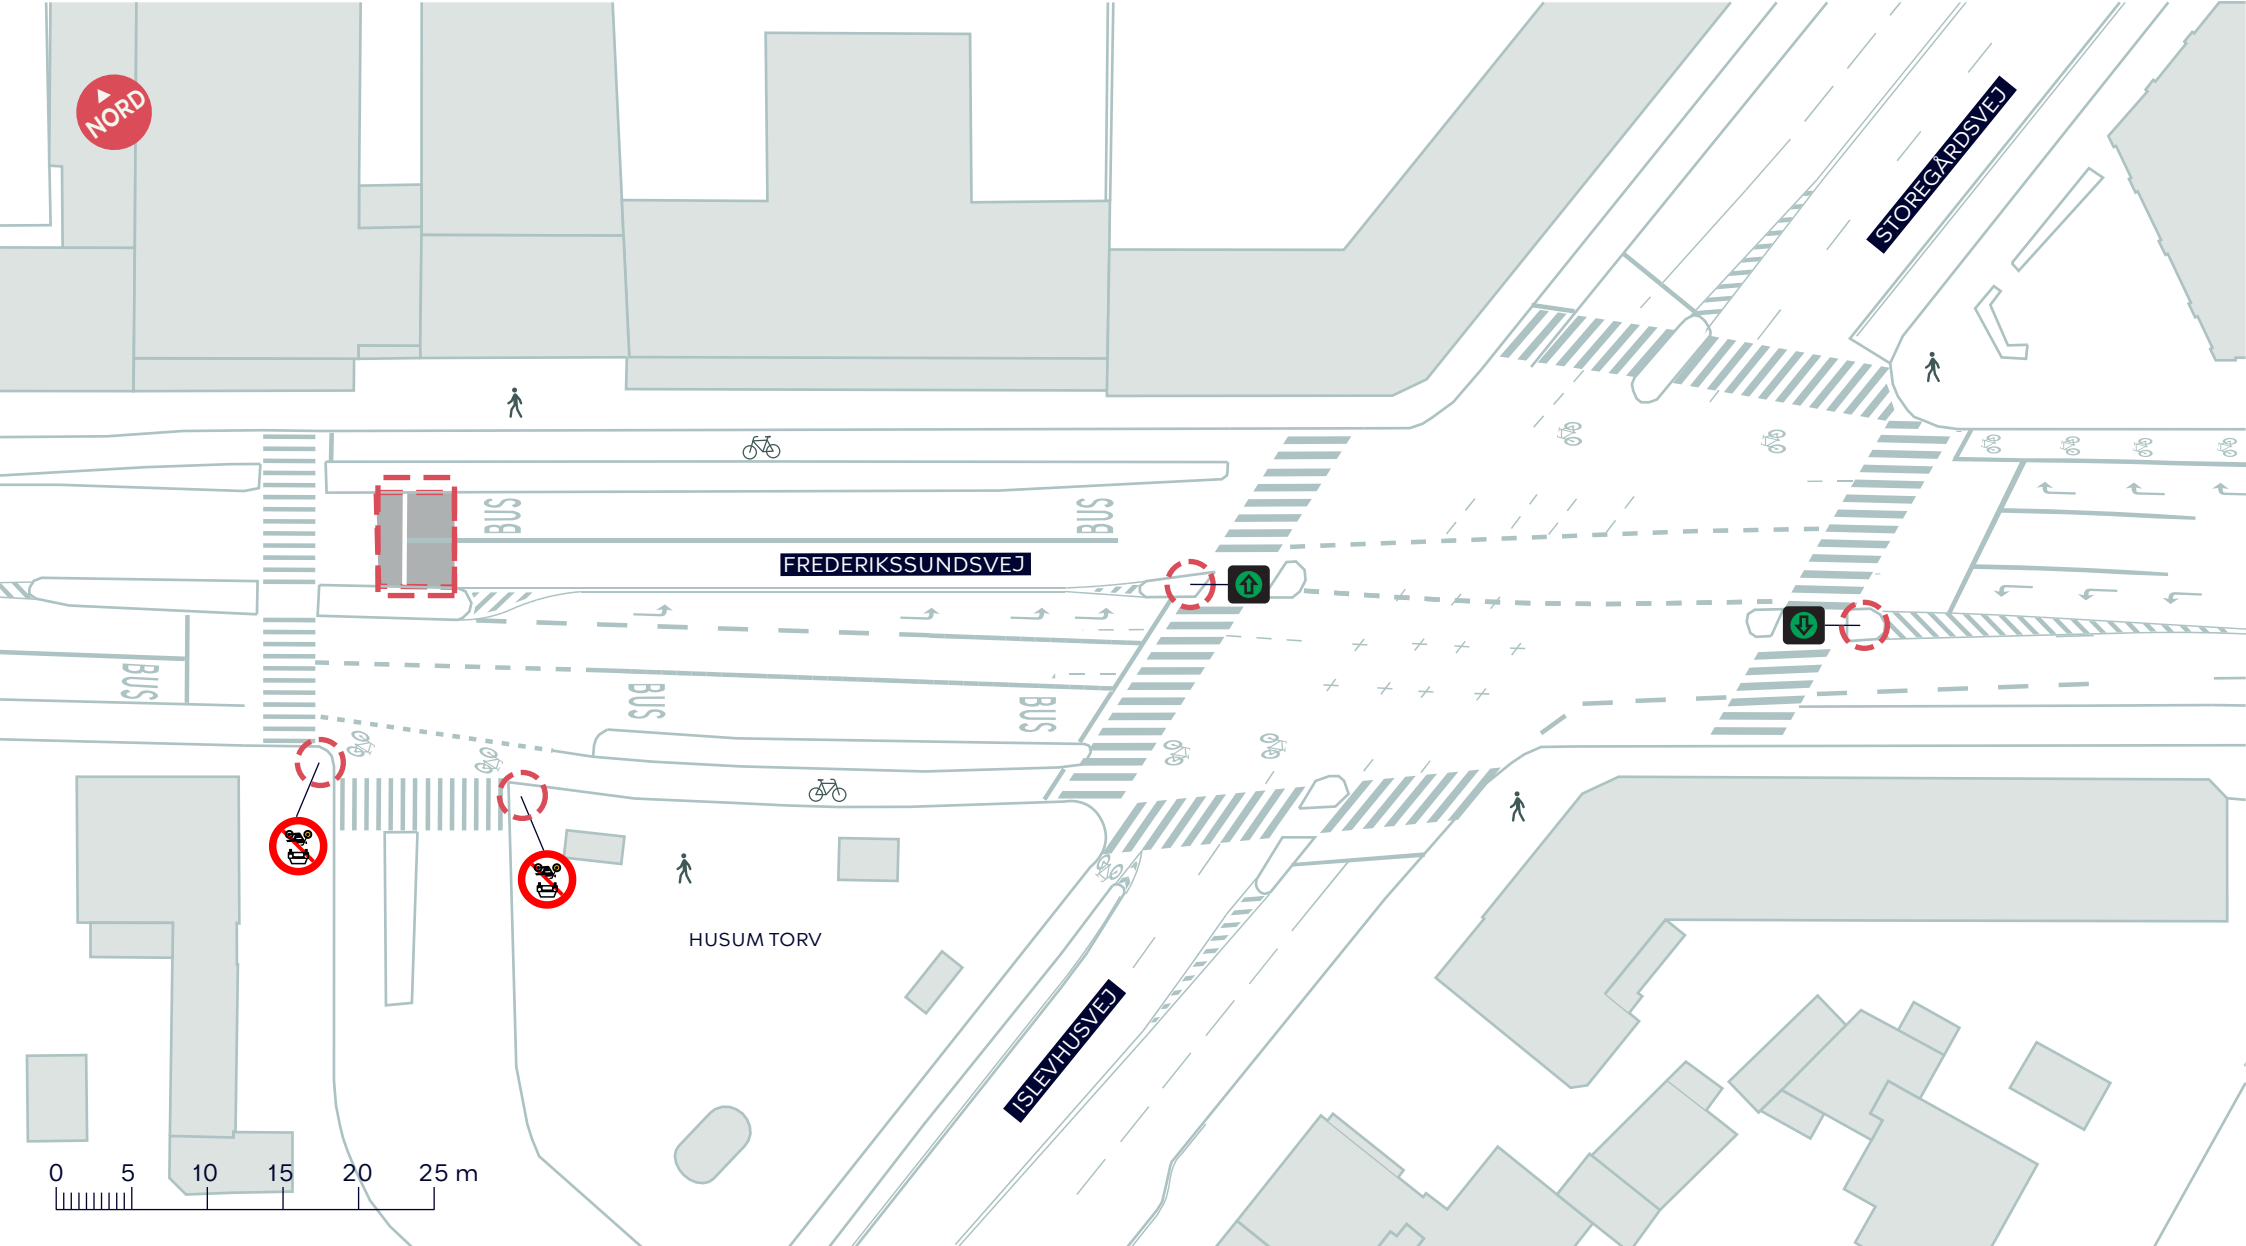 NORD
STOREGÅRDSVEJ
BUS
BUS
FREDERIKSSUNDSVEJ
BUS
BUS
BUS
HUSUM TORV
ISLEVHUSVEJ
0 5 10 15 20 25 m